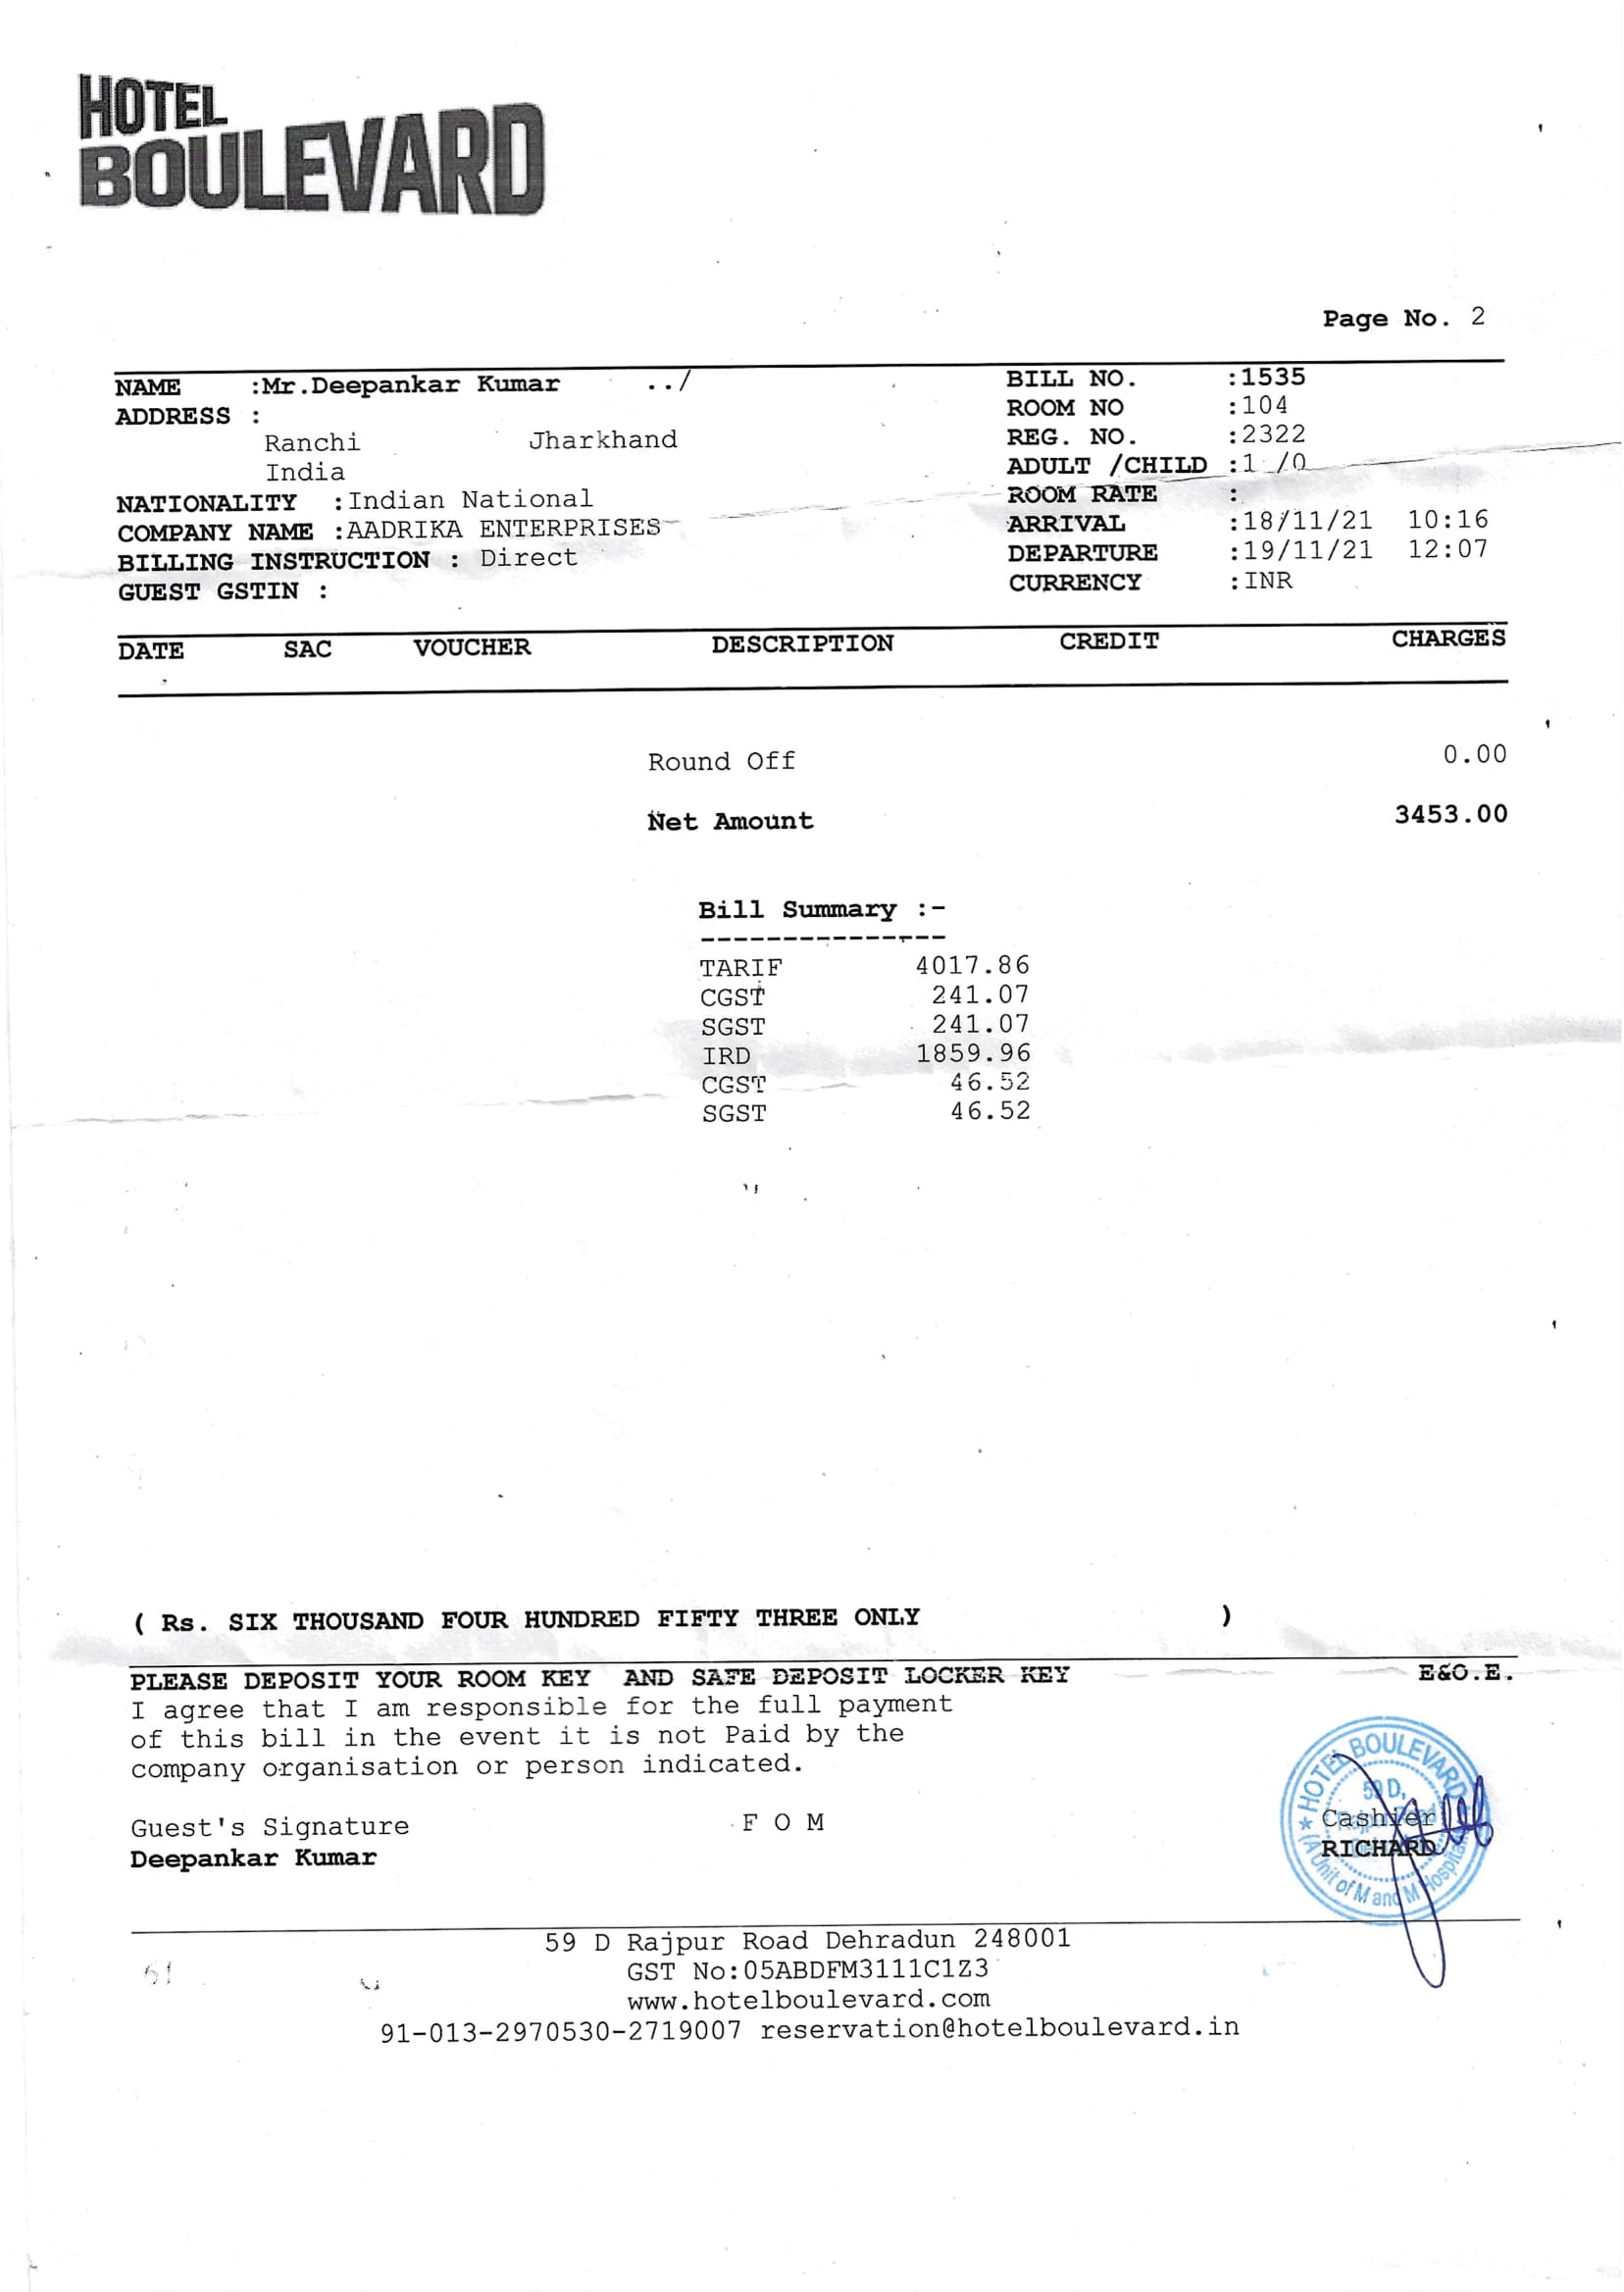 HOTEL
BOULEVARD
Page No. 2
NAME :Mr.Deepankar Kumar ../ BILL NO. :1535
ADDRESS : ROOM NO :104
Ranchi Jharkhand REG. NO. :2322
India ADULT /CHILD :1 /0
NATIONALITY :Indian National ROOM RATE :
COMPANY NAME :AADRIKA ENTERPRISES ARRIVAL :18/11/21 10:16
BILLING INSTRUCTION : Direct DEPARTURE :19/11/21 12:07
GUEST GSTIN : CURRENCY :INR
DATE SAC VOUCHER DESCRIPTION CREDIT CHARGES
Round Off 0.00
Net Amount 3453.00
Bill Summary :-
---------------
TARIF 4017.86
CGST 241.07
SGST 241.07
IRD 1859.96
CGST 46.52
SGST 46.52
( Rs. SIX THOUSAND FOUR HUNDRED FIFTY THREE ONLY )
PLEASE DEPOSIT YOUR ROOM KEY AND SAFE DEPOSIT LOCKER KEY E&O.E.
I agree that I am responsible for the full payment
of this bill in the event it is not Paid by the
company organisation or person indicated.
HOTEL BOULEVARD
59 D,
(A Unit of M and M
Guest's Signature F O M Cashier
Deepankar Kumar RICHARD
59 D Rajpur Road Dehradun 248001
GST No:05ABDFM3111C1Z3
www.hotelboulevard.com
91-013-2970530-2719007 reservation@hotelboulevard.in